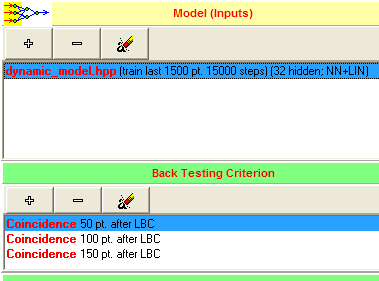 Model (Inputs)
dynamic_model.hpp (train last 1500 pt. 15000 steps) (32 hidden; NN+LIN)
Back Testing Criterion
Coincidence 50 pt. after LBC
Coincidence 100 pt. after LBC
Coincidence 150 pt. after LBC